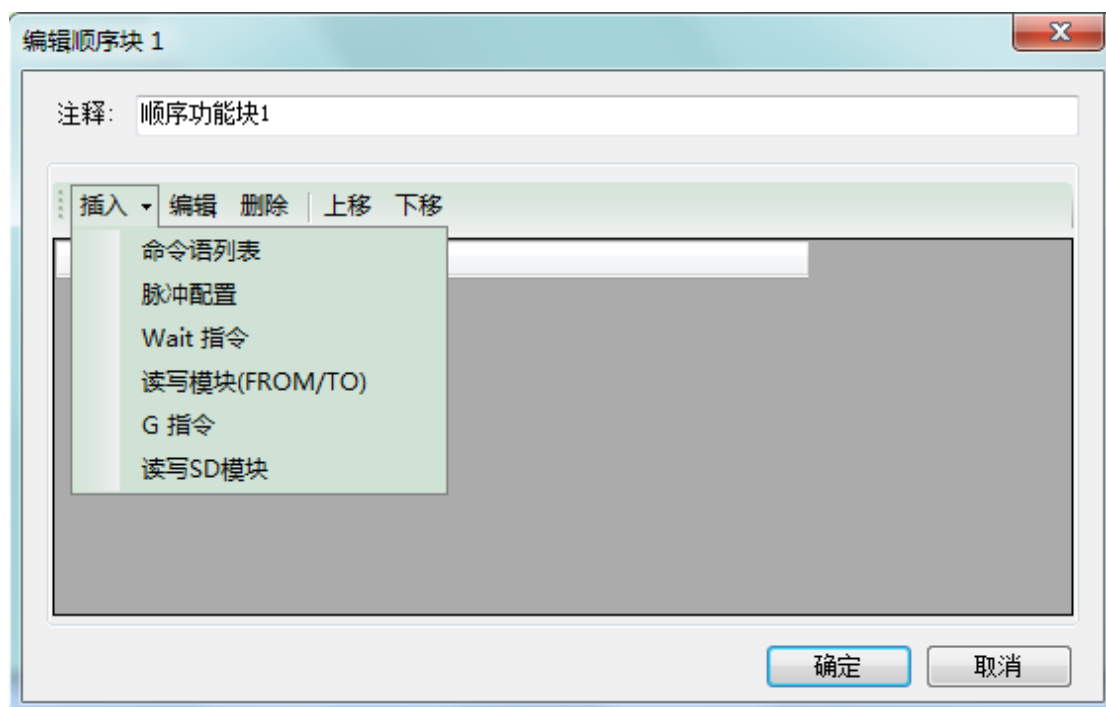 编辑顺序块 1
注释: 顺序功能块1
插入 编辑 删除 上移 下移
命令语列表
脉冲配置
Wait 指令
读写模块(FROM/TO)
G 指令
读写SD模块
确定 取消